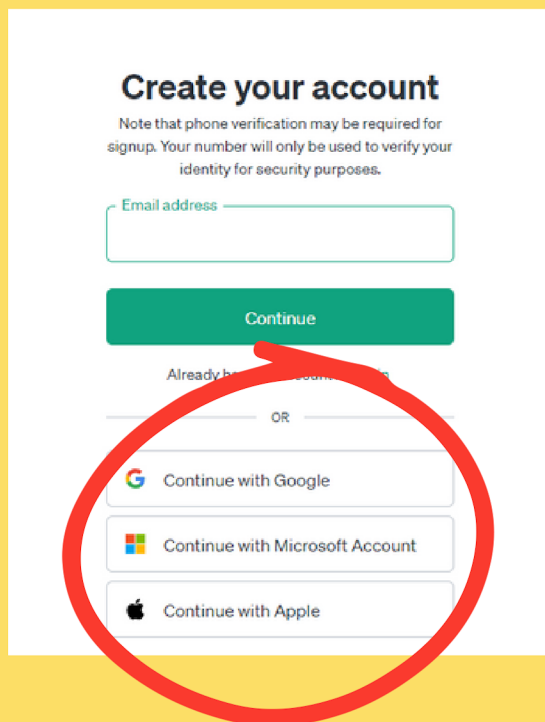 Create your account
Note that phone verification may be required for
signup. Your number will only be used to verify your
identity for security purposes.
Email address
Continue
Already
OR
Continue with Google
Continue with Microsoft Account
Continue with Apple